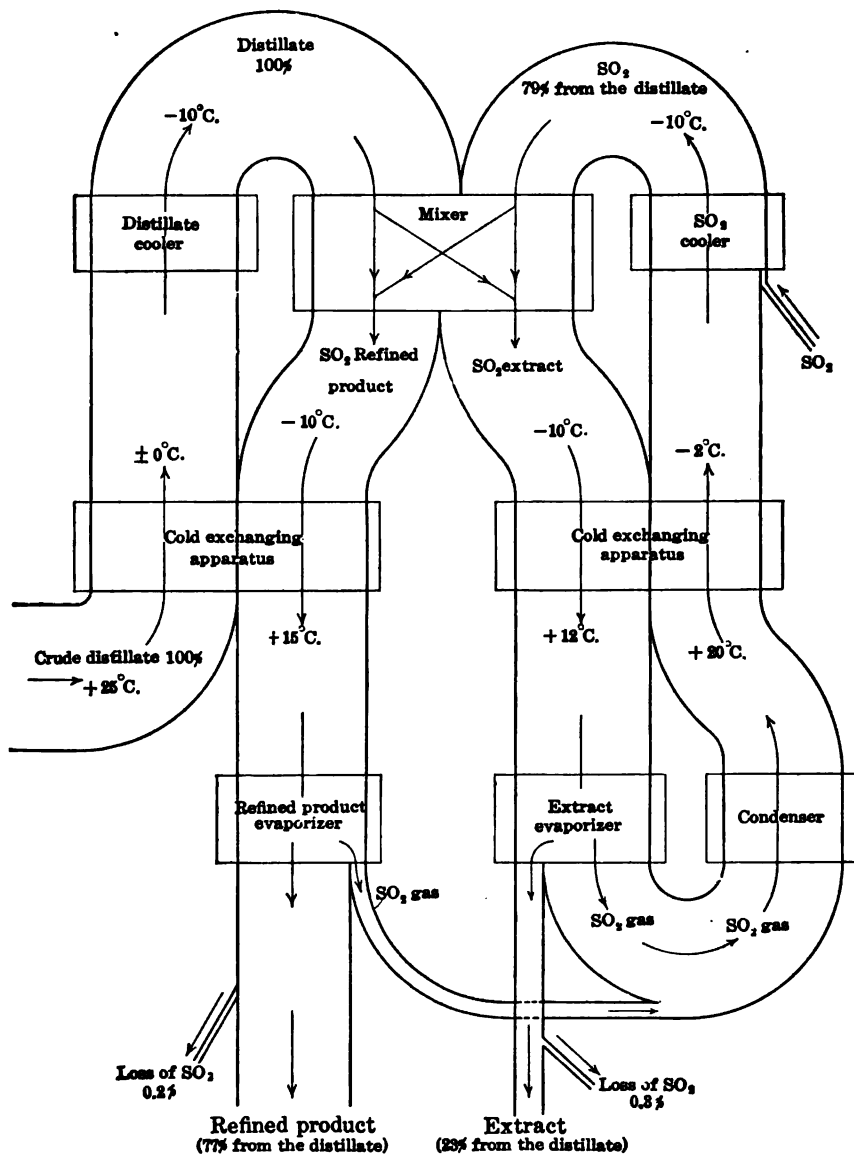 Distillate
100%
SO₂
79% from the distillate
−10°C.
−10°C.
Distillate
cooler
Mixer
SO₂
cooler
SO₂ Refined
product
SO₂ extract
SO₂
−10°C.
−10°C.
± 0°C.
−2°C.
Cold exchanging
apparatus
Cold exchanging
apparatus
+15°C.
+12°C.
+20°C.
Crude distillate 100%
+25°C.
Refined product
evaporizer
Extract
evaporizer
Condenser
SO₂ gas
SO₂ gas
SO₂ gas
Loss of SO₂
0.2%
Loss of SO₂
0.3%
Refined product
(77% from the distillate)
Extract
(23% from the distillate)